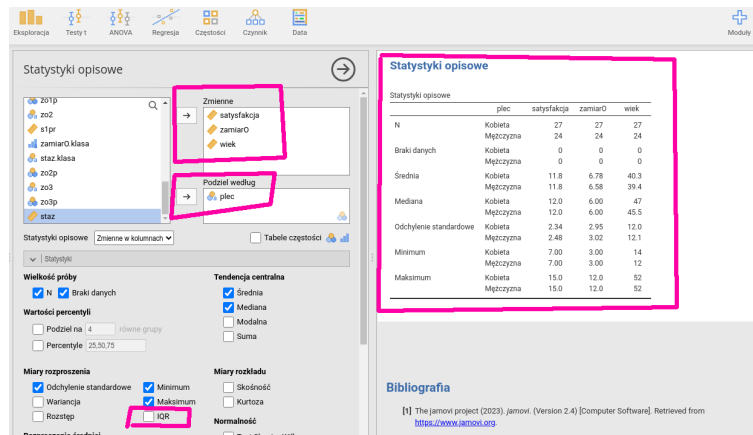 Eksploracja Testy t ANOVA Regresja Częstości Czynnik Data Moduły
Statystyki opisowe
zo1p
zo2
s1pr
zamiarO.klasa
staz.klasa
zo2p
zo3
zo3p
staz
Zmienne
satysfakcja
zamiarO
wiek
Podziel według
plec
Statystyki opisowe Zmienne w kolumnach Tabele częstości
Statystyki
Wielkość próby
N Braki danych
Wartości percentyli
Podziel na 4 równe grupy
Percentyle 25,50,75
Tendencja centralna
Średnia
Mediana
Modalna
Suma
Miary rozproszenia
Odchylenie standardowe Minimum
Wariancja Maksimum
Rozstęp IQR
Miary rozkładu
Skośność
Kurtoza
Normalność
Statystyki opisowe
Statystyki opisowe
plec satysfakcja zamiarO wiek
N Kobieta 27 27 27
Mężczyzna 24 24 24
Braki danych Kobieta 0 0 0
Mężczyzna 0 0 0
Średnia Kobieta 11.8 6.78 40.3
Mężczyzna 11.8 6.58 39.4
Mediana Kobieta 12.0 6.00 47
Mężczyzna 12.0 6.00 45.5
Odchylenie standardowe Kobieta 2.34 2.95 12.0
Mężczyzna 2.48 3.02 12.1
Minimum Kobieta 7.00 3.00 14
Mężczyzna 7.00 3.00 12
Maksimum Kobieta 15.0 12.0 52
Mężczyzna 15.0 12.0 52
Bibliografia
[1] The jamovi project (2023). jamovi. (Version 2.4) [Computer Software]. Retrieved from
https://www.jamovi.org.